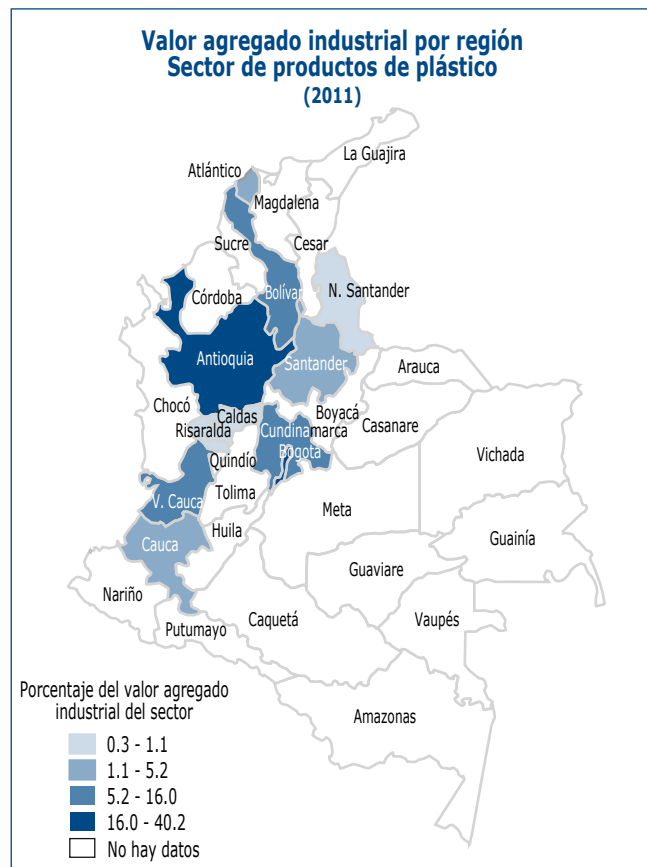 Valor agregado industrial por región
Sector de productos de plástico
(2011)
La Guajira
Atlántico
Magdalena
Sucre
Cesar
Bolívar
N. Santander
Córdoba
Antioquia
Santander
Arauca
Chocó
Caldas
Boyacá
Risaralda
Cundina
marca
Casanare
Bogotá
Quindío
Vichada
Tolima
V. Cauca
Meta
Huila
Guainía
Cauca
Guaviare
Nariño
Caquetá
Vaupés
Putumayo
Amazonas
Porcentaje del valor agregado
industrial del sector
0.3 - 1.1
1.1 - 5.2
5.2 - 16.0
16.0 - 40.2
No hay datos